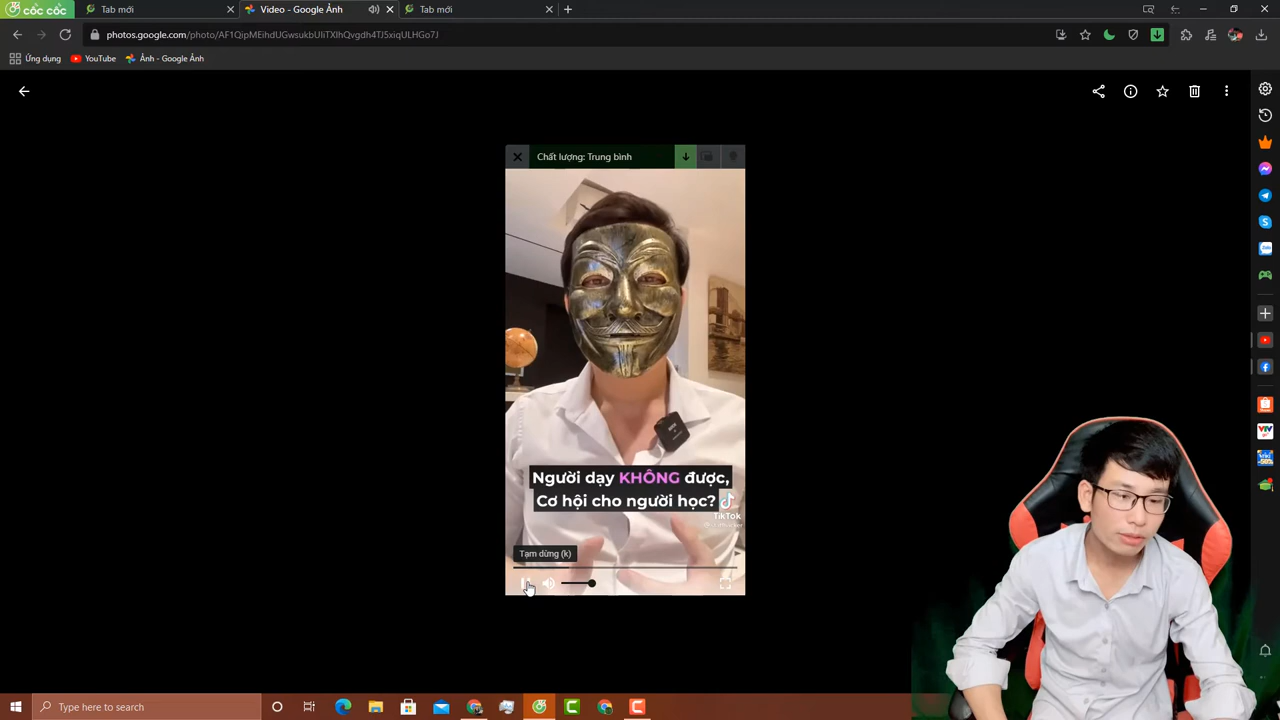 cốc cốc
Tab mới
Video - Google Ảnh
Tab mới
photos.google.com/photo/AF1QipMEihdUGwsukbUIiTXIhQvgdh4TJ5xiqULHGo7J
Ứng dụng
YouTube
Ảnh - Google Ảnh
Chất lượng: Trung bình
Người dạy KHÔNG được,
Cơ hội cho người học?
TikTok
Tạm dừng (k)
Type here to search